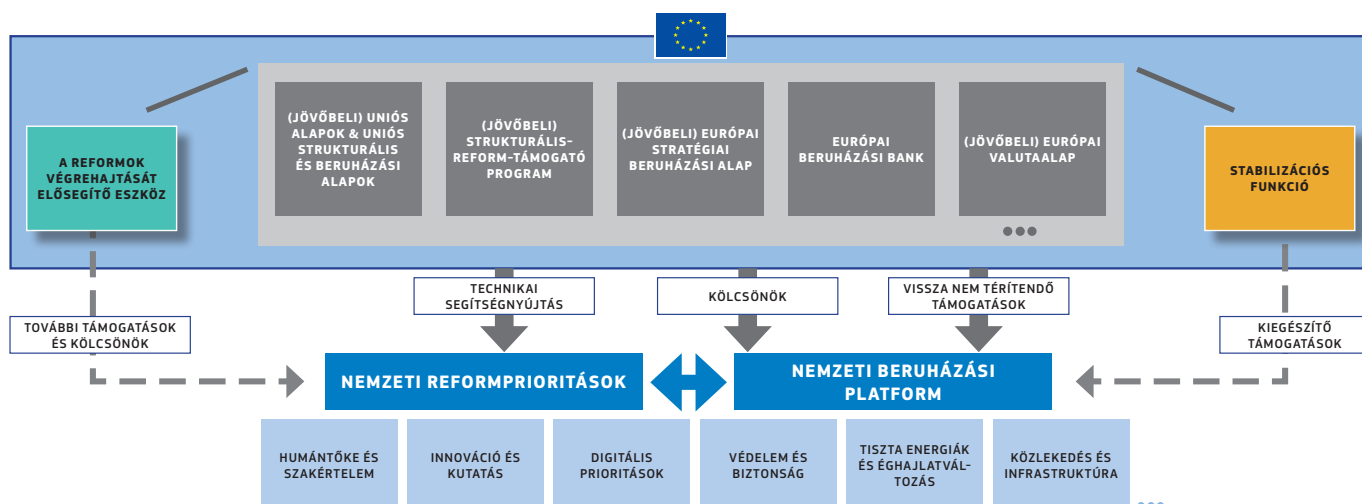 A REFORMOK
VÉGREHAJTÁSÁT
ELŐSEGÍTŐ ESZKÖZ
(JÖVŐBELI) UNIÓS
ALAPOK & UNIÓS
STRUKTURÁLIS
ÉS BERUHÁZÁSI
ALAPOK
(JÖVŐBELI)
STRUKTURÁLIS-
REFORM-TÁMOGATÓ
PROGRAM
(JÖVŐBELI) EURÓPAI
STRATÉGIAI
BERUHÁZÁSI ALAP
EURÓPAI
BERUHÁZÁSI BANK
(JÖVŐBELI) EURÓPAI
VALUTAALAP
STABILIZÁCIÓS
FUNKCIÓ
TOVÁBBI TÁMOGATÁSOK
ÉS KÖLCSÖNÖK
TECHNIKAI
SEGÍTSÉGNYÚJTÁS
KÖLCSÖNÖK
VISSZA NEM TÉRÍTENDŐ
TÁMOGATÁSOK
KIEGÉSZÍTŐ
TÁMOGATÁSOK
NEMZETI REFORMPRIORITÁSOK
NEMZETI BERUHÁZÁSI
PLATFORM
HUMÁNTŐKE ÉS
SZAKÉRTELEM
INNOVÁCIÓ ÉS
KUTATÁS
DIGITÁLIS
PRIORITÁSOK
VÉDELEM ÉS
BIZTONSÁG
TISZTA ENERGIÁK
ÉS ÉGHAJLATVÁL-
TOZÁS
KÖZLEKEDÉS ÉS
INFRASTRUKTÚRA